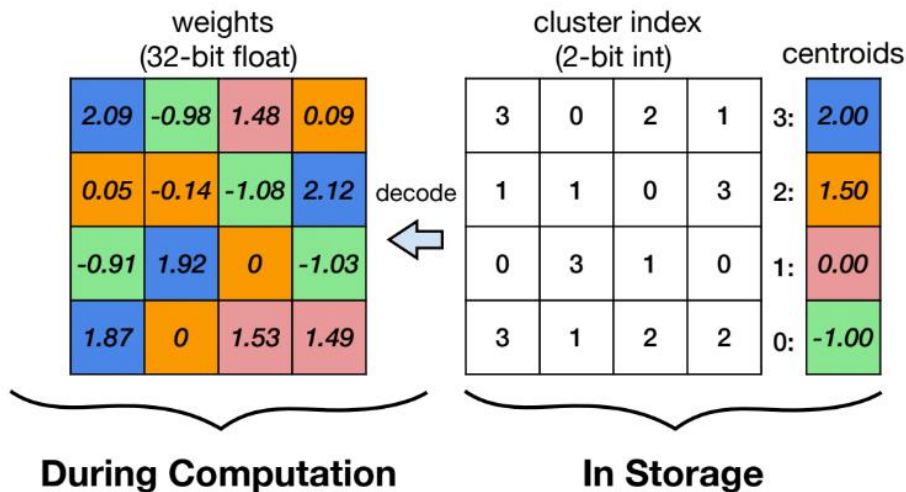 weights
(32-bit float)
cluster index
(2-bit int)
centroids
2.09 -0.98 1.48 0.09
3 0 2 1 3: 2.00
0.05 -0.14 -1.08 2.12
decode
1 1 0 3 2: 1.50
-0.91 1.92 0 -1.03
0 3 1 0 1: 0.00
1.87 0 1.53 1.49
3 1 2 2 0: -1.00
During Computation
In Storage